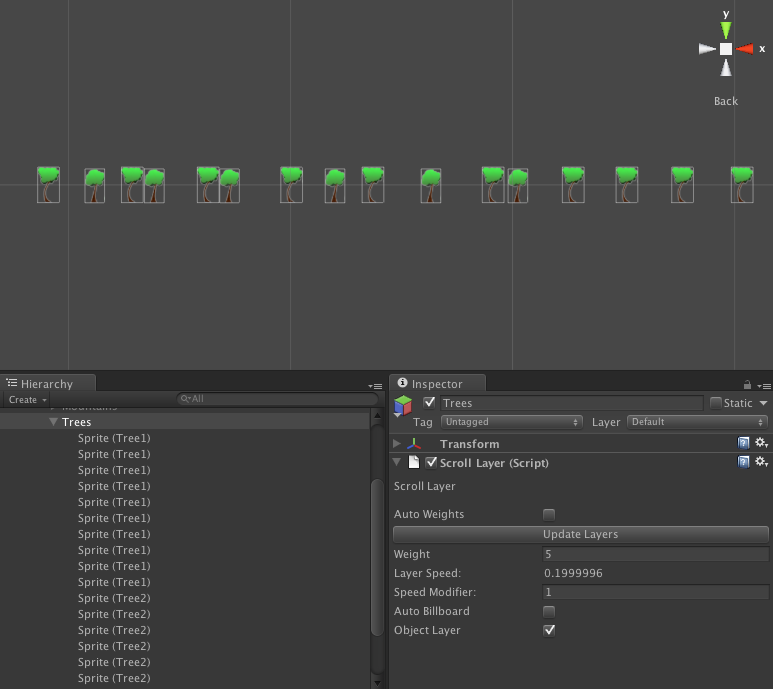 y
x
Back
Hierarchy
Create
All
Mountains
Trees
Sprite (Tree1)
Sprite (Tree1)
Sprite (Tree1)
Sprite (Tree1)
Sprite (Tree1)
Sprite (Tree1)
Sprite (Tree1)
Sprite (Tree1)
Sprite (Tree1)
Sprite (Tree1)
Sprite (Tree2)
Sprite (Tree2)
Sprite (Tree2)
Sprite (Tree2)
Sprite (Tree2)
Sprite (Tree2)
Inspector
Trees
Static
Tag Untagged Layer Default
Transform
Scroll Layer (Script)
Scroll Layer
Auto Weights
Update Layers
Weight 5
Layer Speed: 0.1999996
Speed Modifier: 1
Auto Billboard
Object Layer